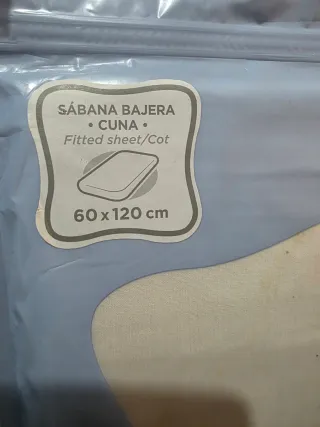 SÁBANA BAJERA
• CUNA •
Fitted sheet/Cot
60 x 120 cm